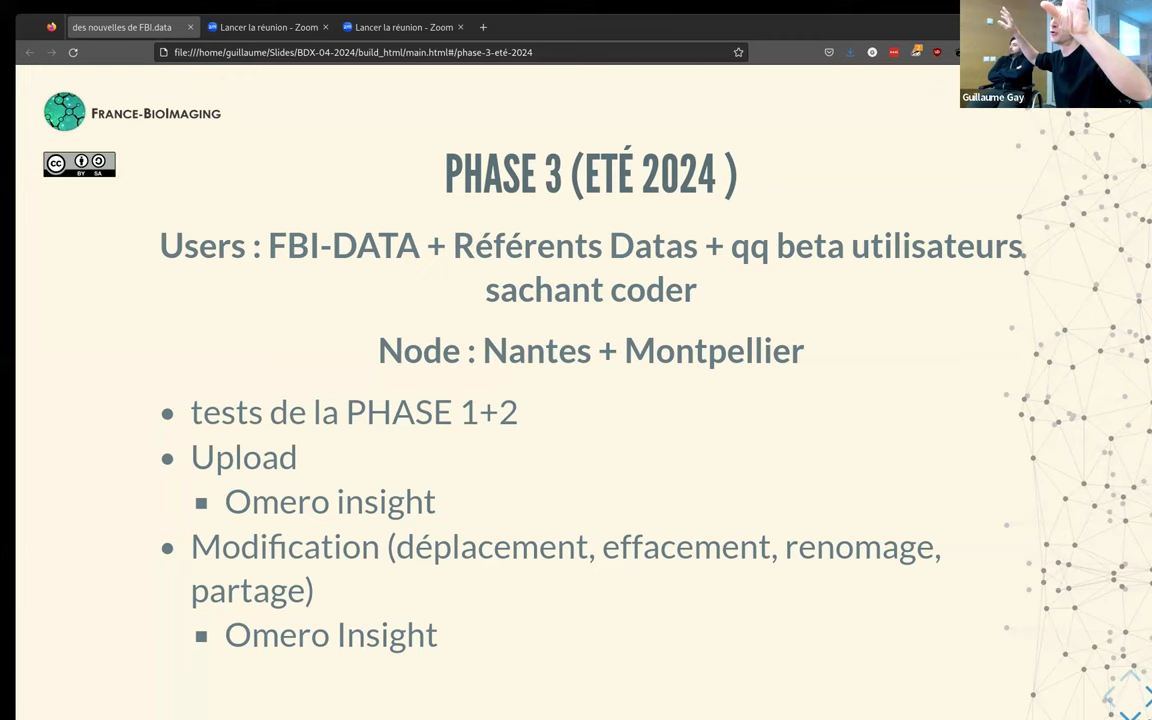 des nouvelles de FBI.data
Lancer la réunion - Zoom
Lancer la réunion - Zoom
file:///home/guillaume/Slides/BDX-04-2024/build_html/main.html#/phase-3-eté-2024
Guillaume Gay
FRANCE-BIOIMAGING
cc BY SA
PHASE 3 (ETÉ 2024 )
Users : FBI-DATA + Référents Datas + qq beta utilisateurs
sachant coder
Node : Nantes + Montpellier
tests de la PHASE 1+2
Upload
Omero insight
Modification (déplacement, effacement, renomage,
partage)
Omero Insight